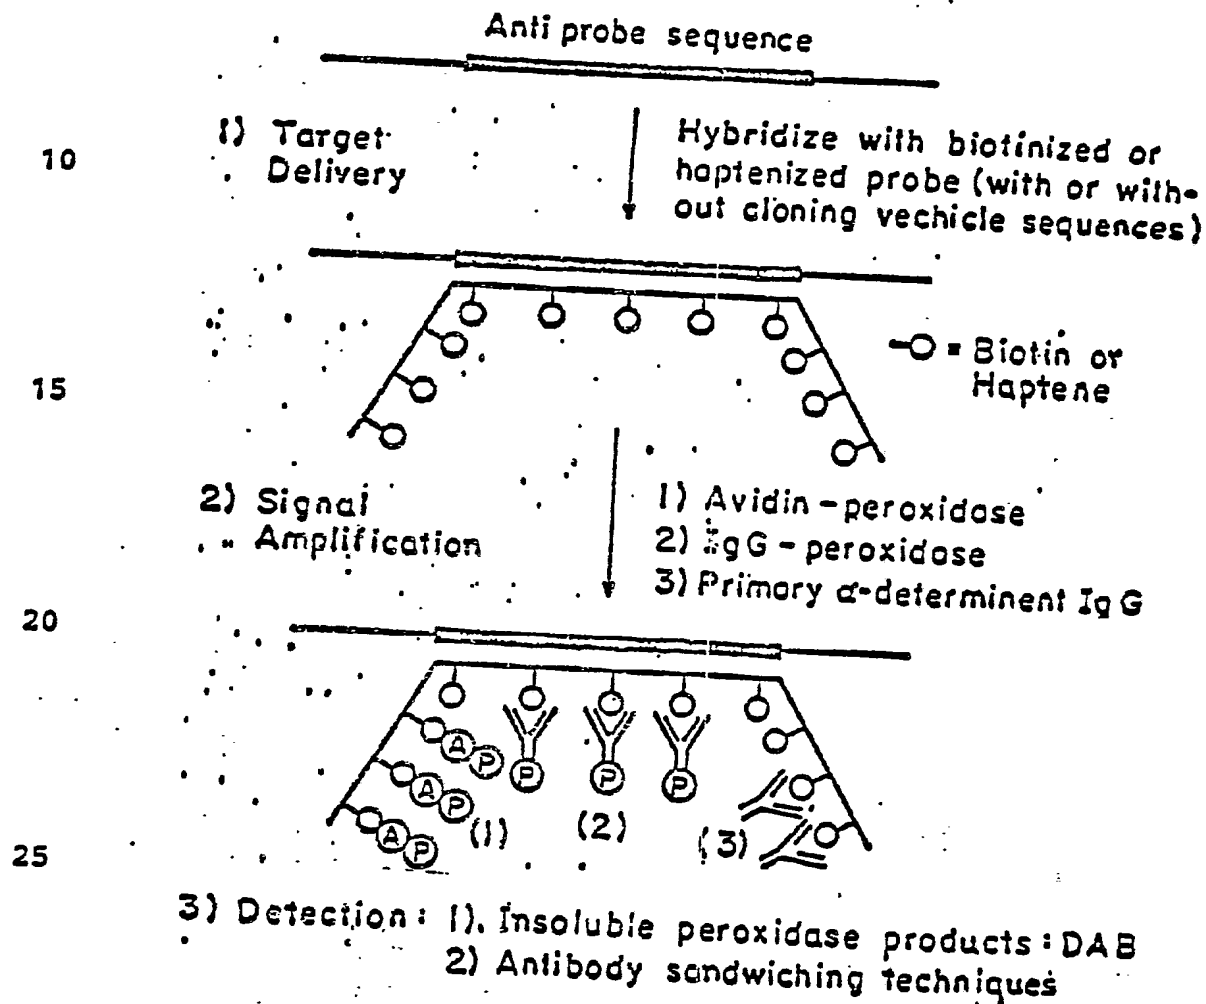 Anti probe sequence
10
1) Target
Delivery
Hybridize with biotinized or
haptenized probe (with or with-
out cloning vechicle sequences)
15
= Biotin or
Haptene
2) Signal
Amplification
1) Avidin-peroxidase
2) IgG-peroxidase
3) Primary α-determinent IgG
20
A P
A P
A P
(1)
P
P
P
(2)
(3)
25
3) Detection: 1). Insoluble peroxidase products: DAB
2) Antibody sandwiching techniques